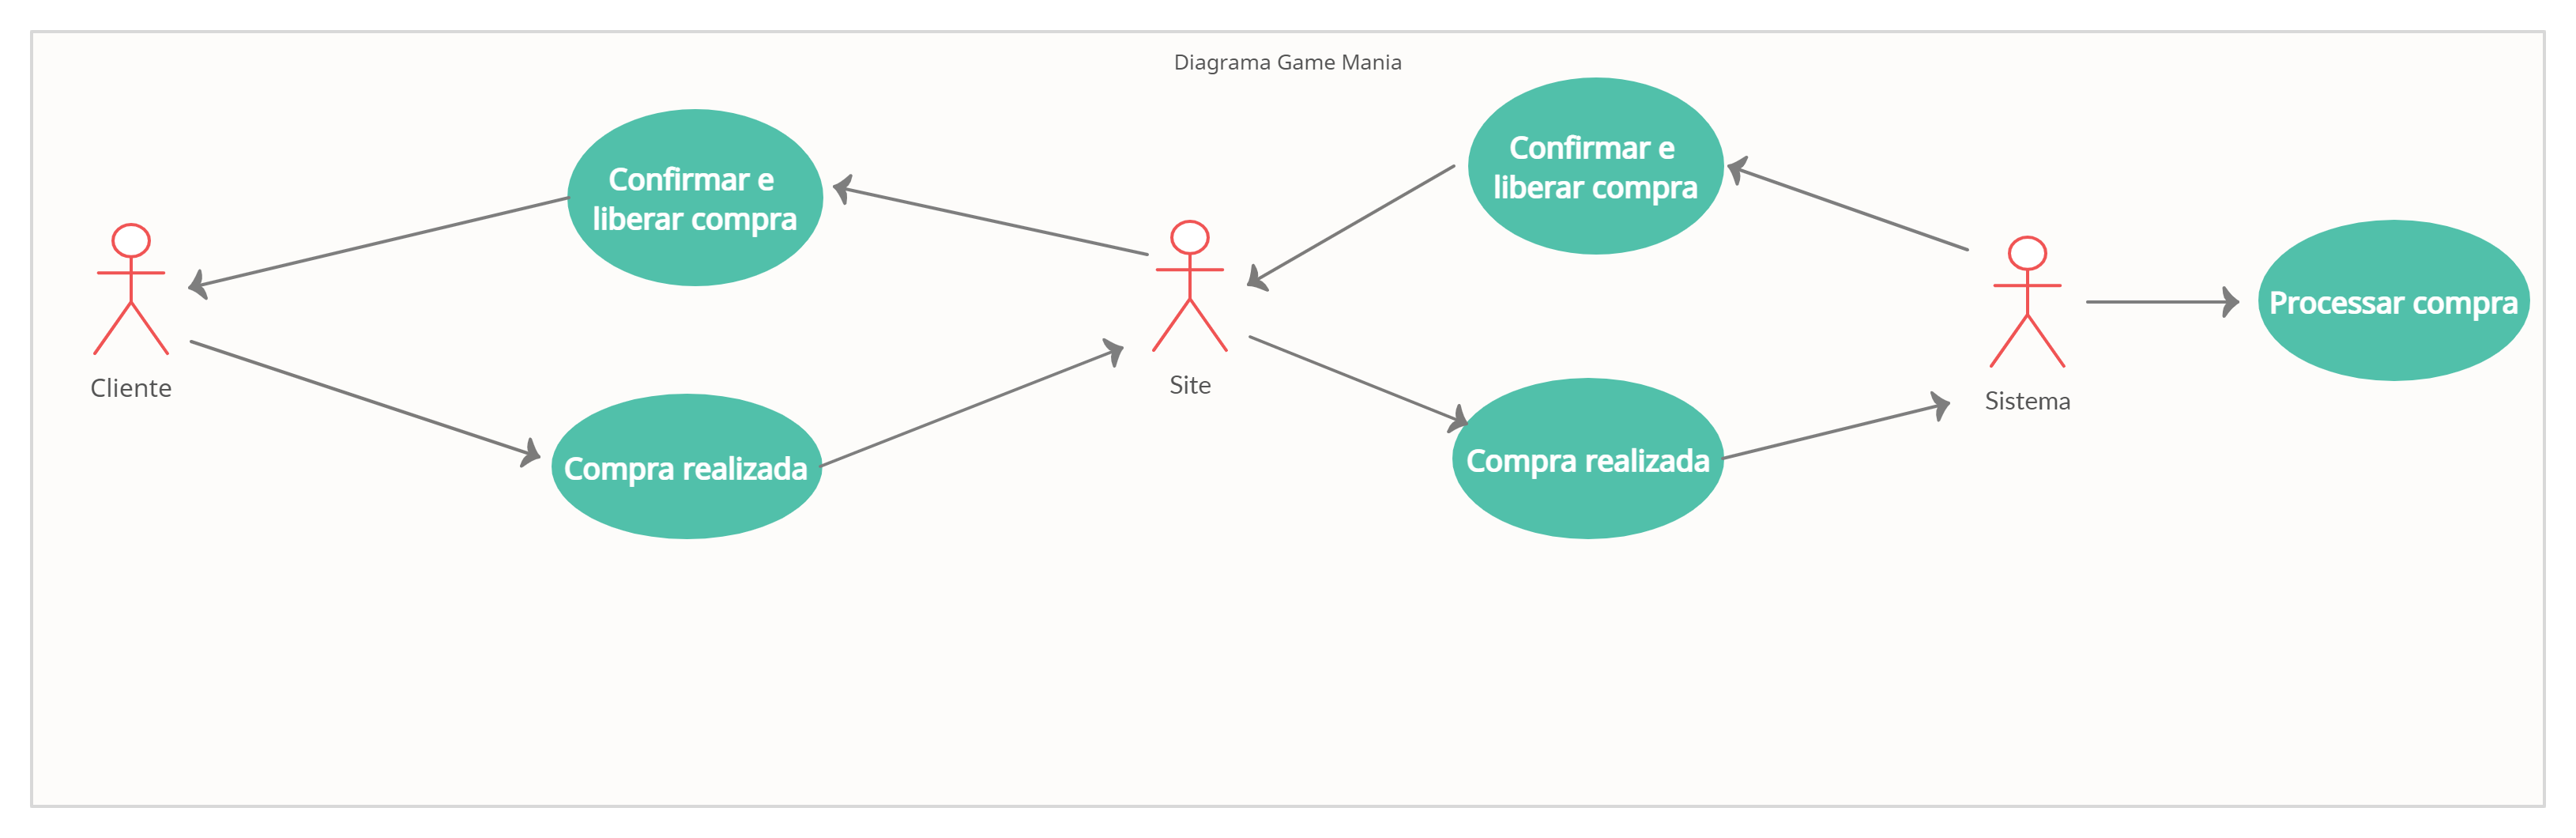 Diagrama Game Mania
Confirmar e
liberar compra
Confirmar e
liberar compra
Processar compra
Cliente
Site
Sistema
Compra realizada
Compra realizada